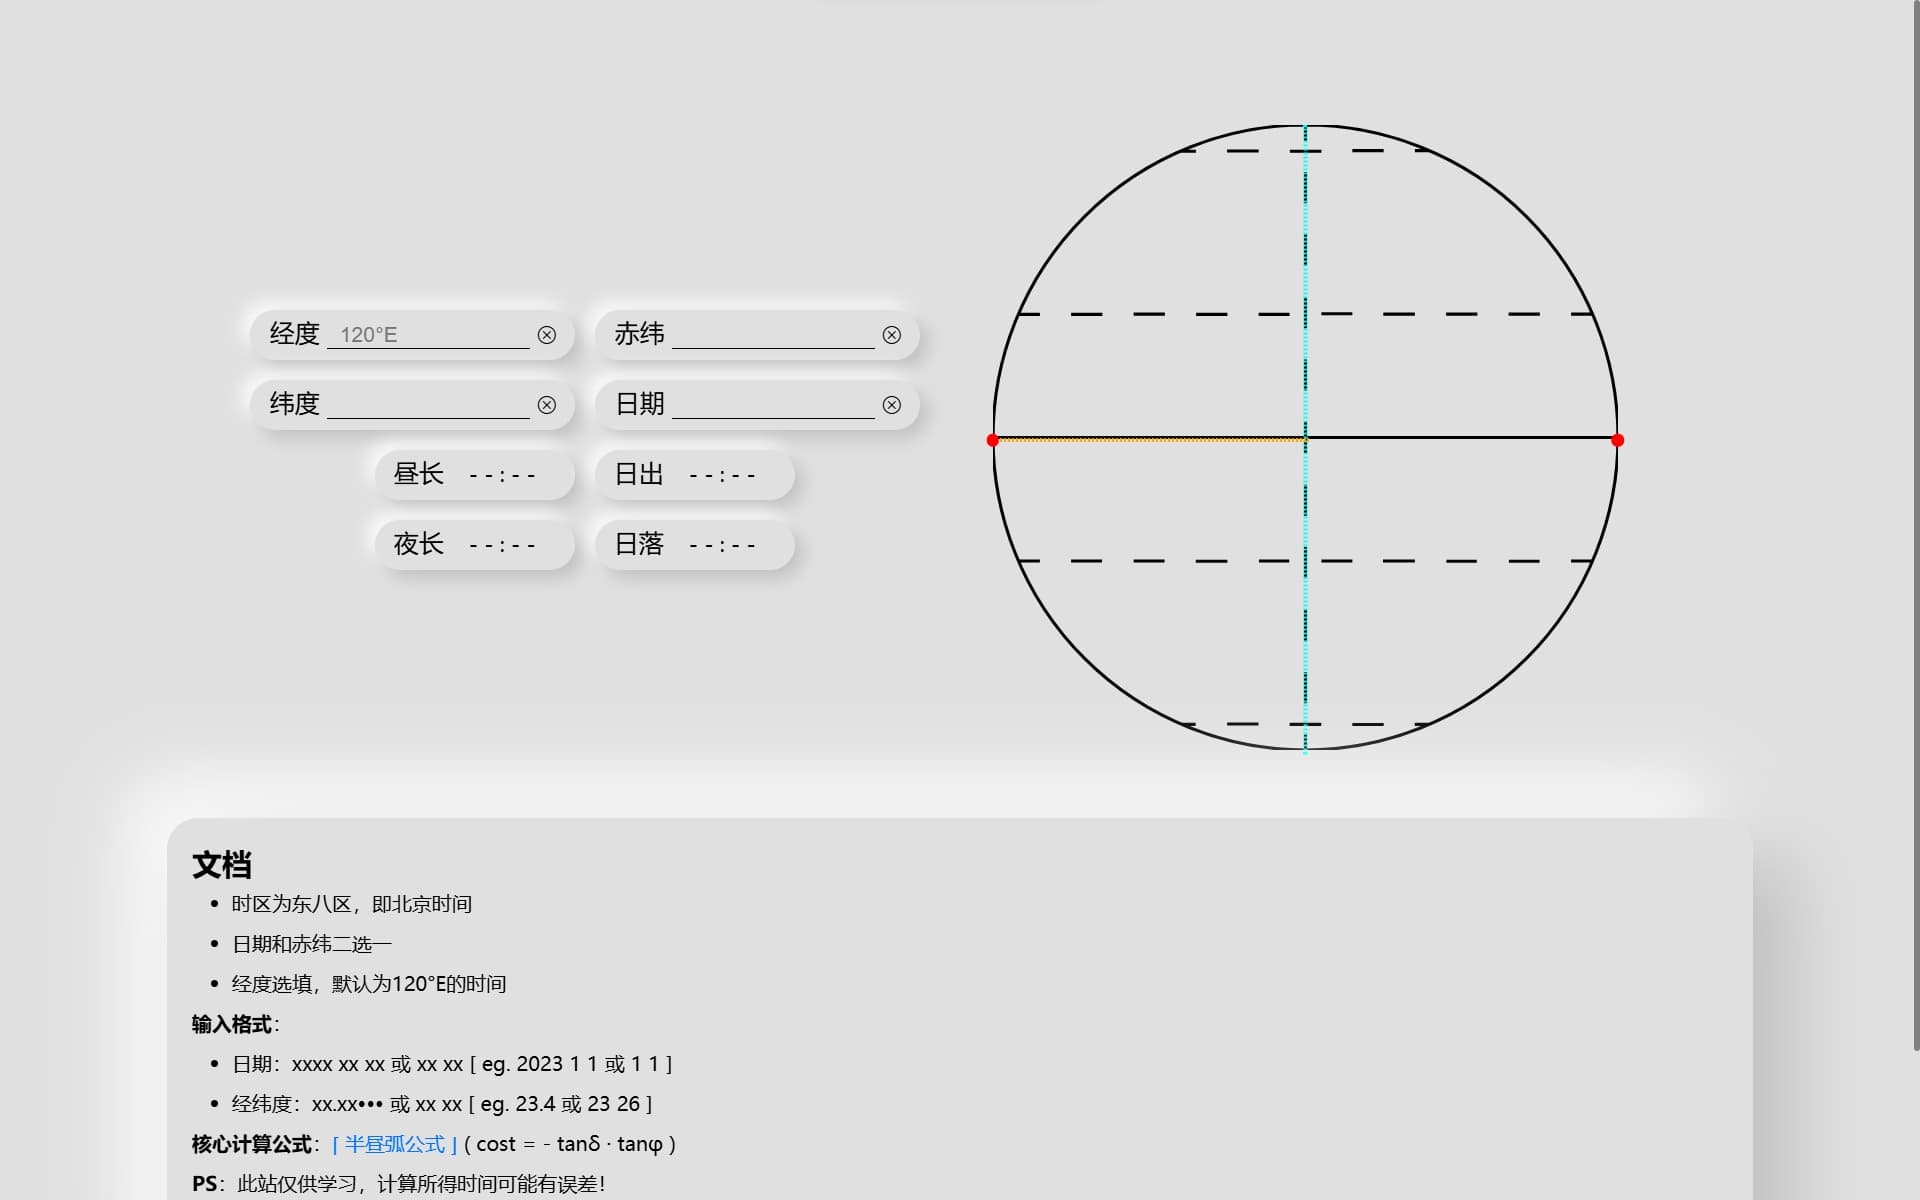 经度 120°E
赤纬
纬度
日期
昼长 --:--
日出 --:--
夜长 --:--
日落 --:--
文档
• 时区为东八区，即北京时间
• 日期和赤纬二选一
• 经度选填，默认为120°E的时间
输入格式：
• 日期：xxxx xx xx 或 xx xx [ eg. 2023 1 1 或 1 1 ]
• 经纬度：xx.xx••• 或 xx xx [ eg. 23.4 或 23 26 ]
核心计算公式：[ 半昼弧公式 ] ( cost = - tanδ · tanφ )
PS：此站仅供学习，计算所得时间可能有误差！